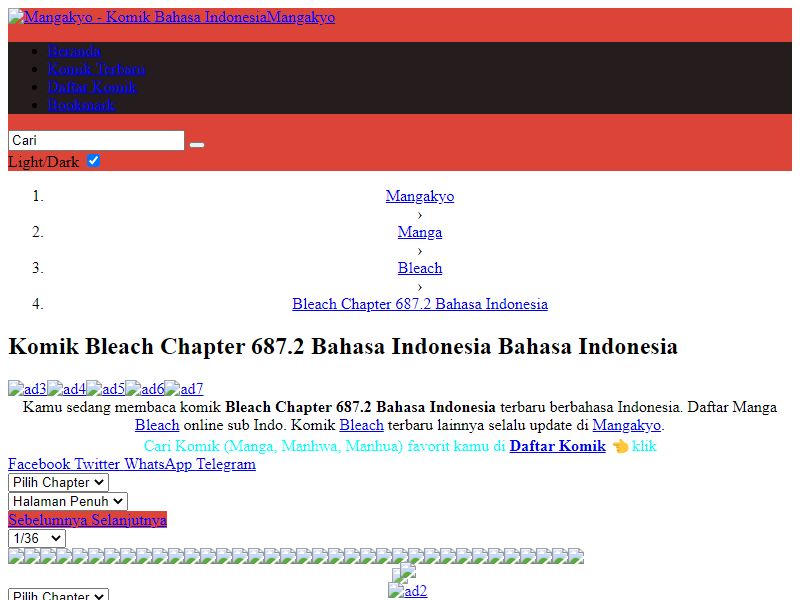 Mangakyo - Komik Bahasa IndonesiaMangakyo
Beranda
Komik Terbaru
Daftar Komik
Bookmark
Cari
Light/Dark
1. Mangakyo
›
2. Manga
›
3. Bleach
›
4. Bleach Chapter 687.2 Bahasa Indonesia
Komik Bleach Chapter 687.2 Bahasa Indonesia Bahasa Indonesia
ad3 ad4 ad5 ad6 ad7
Kamu sedang membaca komik Bleach Chapter 687.2 Bahasa Indonesia terbaru berbahasa Indonesia. Daftar Manga
Bleach online sub Indo. Komik Bleach terbaru lainnya selalu update di Mangakyo.
Cari Komik (Manga, Manhwa, Manhua) favorit kamu di Daftar Komik 👈 klik
Facebook Twitter WhatsApp Telegram
Pilih Chapter
Halaman Penuh
Sebelumnya Selanjutnya
1/36
ad2
Pilih Chapter